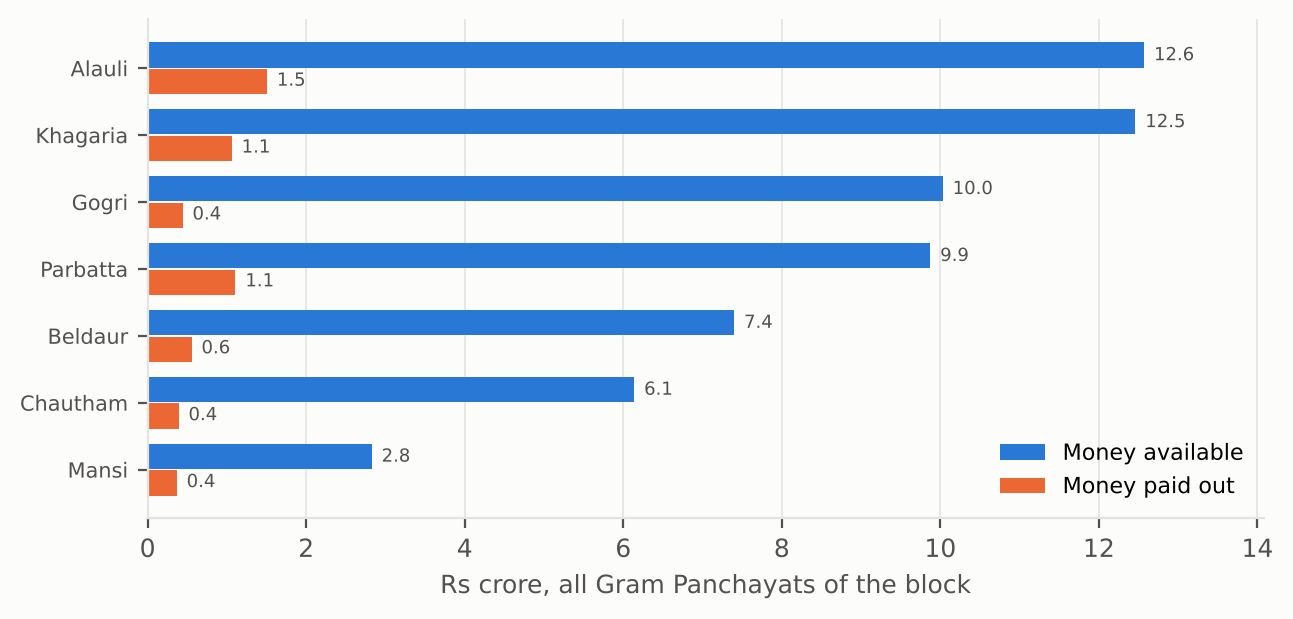 Alauli 12.6
1.5
Khagaria 12.5
1.1
Gogri 10.0
0.4
Parbatta 9.9
1.1
Beldaur 7.4
0.6
Chautham 6.1
0.4
Mansi 2.8
0.4
Money available
Money paid out
0 2 4 6 8 10 12 14
Rs crore, all Gram Panchayats of the block